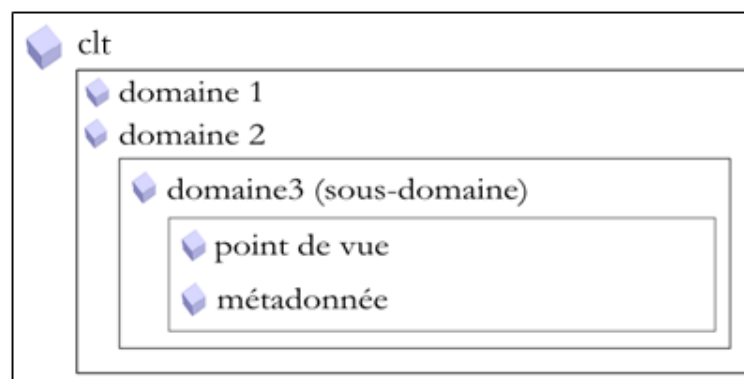 clt
domaine 1
domaine 2
domaine3 (sous-domaine)
point de vue
métadonnée